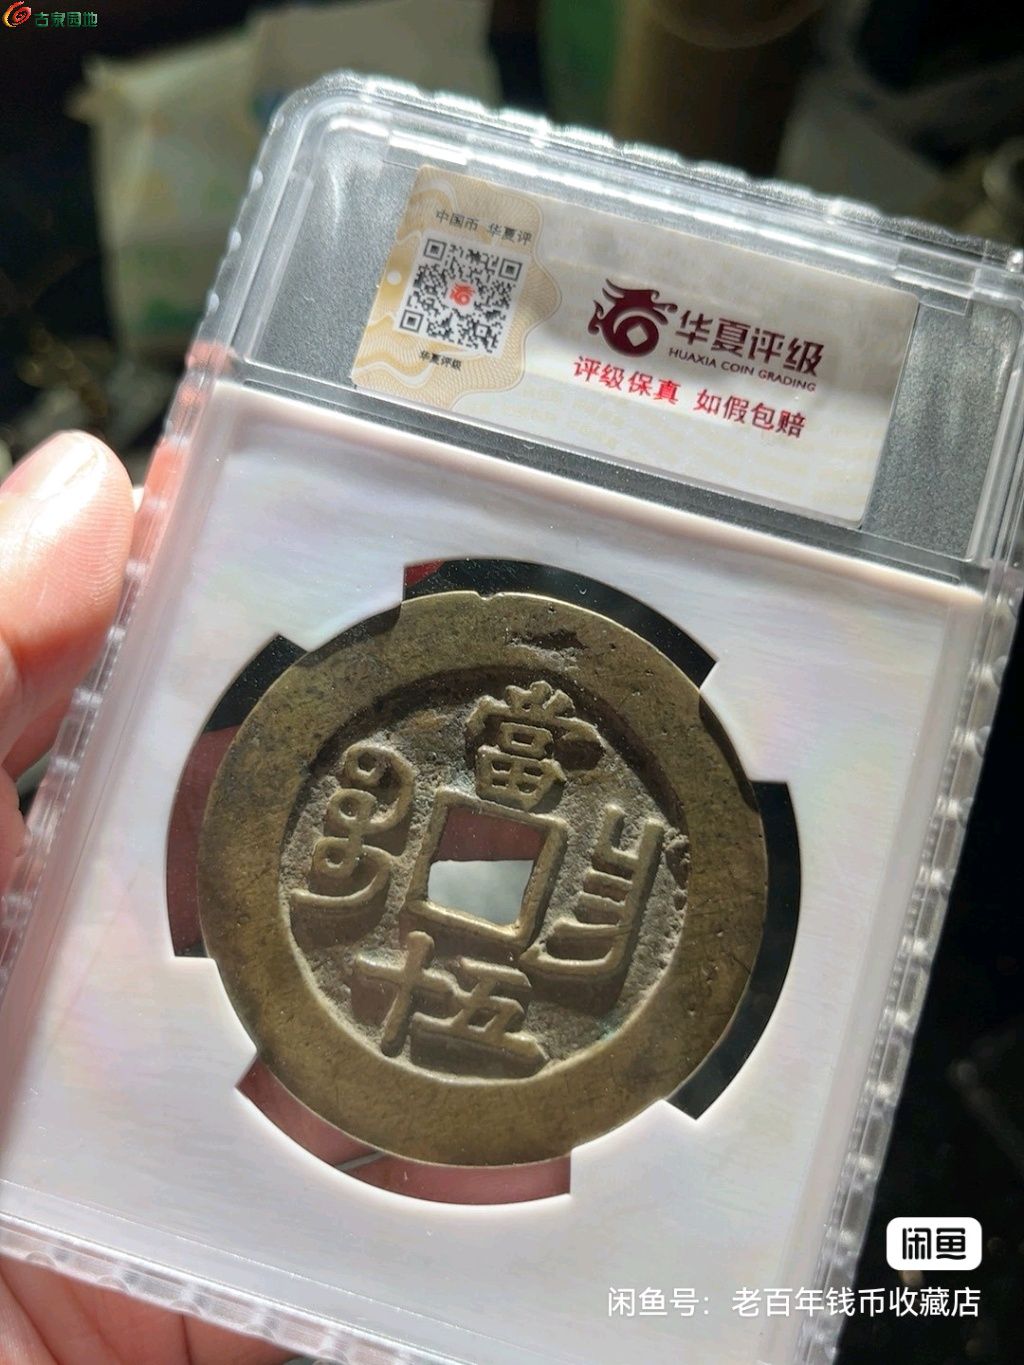 古泉园地
中国币 华夏评
华夏评级
华夏评级
HUAXIA COIN GRADING
评级保真 如假包赔
當
五十
闲鱼
闲鱼号：老百年钱币收藏店